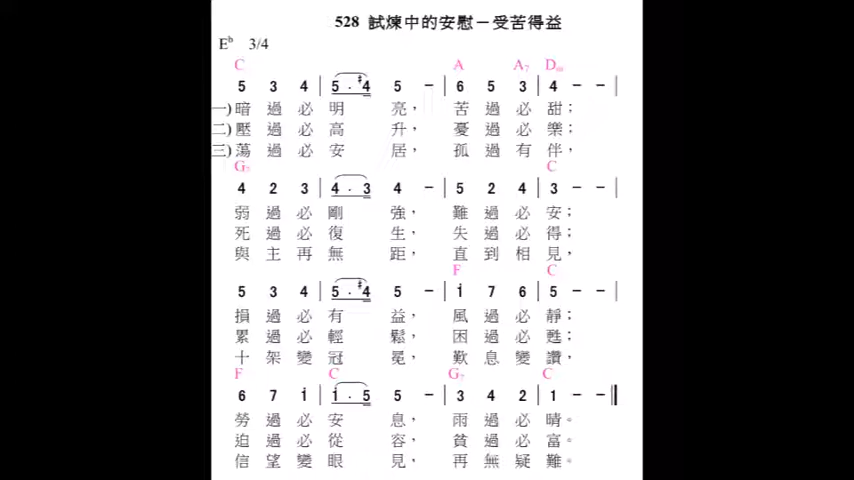 528 試煉中的安慰－受苦得益
E♭ 3/4
C A A7 Dm
5 3 4 | 5 . #4 5 － | 6 5 3 | 4 － － |
一) 暗 過 必 明 亮， 苦 過 必 甜；
二) 壓 過 必 高 升， 憂 過 必 樂；
三) 蕩 過 必 安 居， 孤 過 有 伴，
G7 C
4 2 3 | 4 . 3 4 － | 5 2 4 | 3 － － |
弱 過 必 剛 強， 難 過 必 安；
死 過 必 復 生， 失 過 必 得；
與 主 再 無 距， 直 到 相 見，
F C
5 3 4 | 5 . #4 5 － | i 7 6 | 5 － － |
損 過 必 有 益， 風 過 必 靜；
累 過 必 輕 鬆， 困 過 必 甦；
十 架 變 冠 冕， 歎 息 變 讚，
F C G7 C
6 7 i | i . 5 5 － | 3 4 2 | 1 － － ‖
勞 過 必 安 息， 雨 過 必 晴。
迫 過 必 從 容， 貧 過 必 富。
信 望 變 眼 見， 再 無 疑 難。